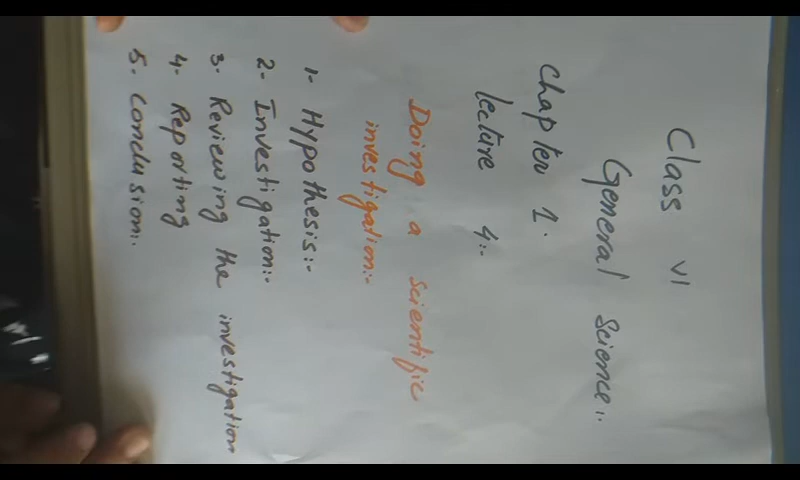 Class VI
General Science:.
Chapter 1.
lecture 4:-
Doing a scientific
investigation:-
1- Hypothesis:-
2- Investigation:-
3- Reviewing the investigation
4- Reporting
5- Conclusion:.